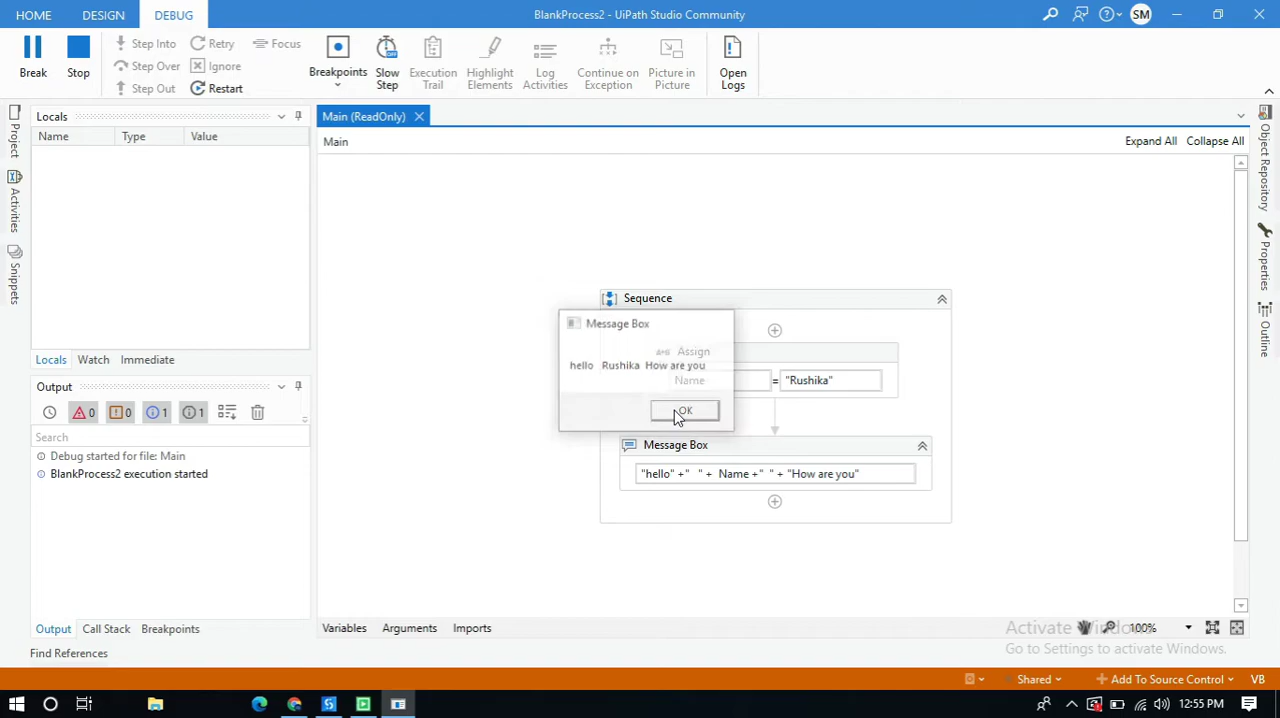 HOME DESIGN DEBUG BlankProcess2 - UiPath Studio Community SM
Break Stop Step Into Retry Focus
Step Over Ignore
Step Out Restart
Breakpoints Slow Step Execution Trail Highlight Elements Log Activities Continue on Exception Picture in Picture Open Logs
Project
Activities
Snippets
Locals
Name Type Value
Locals Watch Immediate
Output
0 0 1 1
Search
Debug started for file: Main
BlankProcess2 execution started
Output Call Stack Breakpoints
Find References
Main (ReadOnly)
Main Expand All Collapse All
Sequence
Message Box
hello Rushika How are you
OK
Assign
Name = "Rushika"
Message Box
"hello" +" " + Name +" " + "How are you"
Variables Arguments Imports 100%
Activate Windows
Go to Settings to activate Windows.
Object Repository
Properties
Outline
Shared Add To Source Control VB
12:55 PM